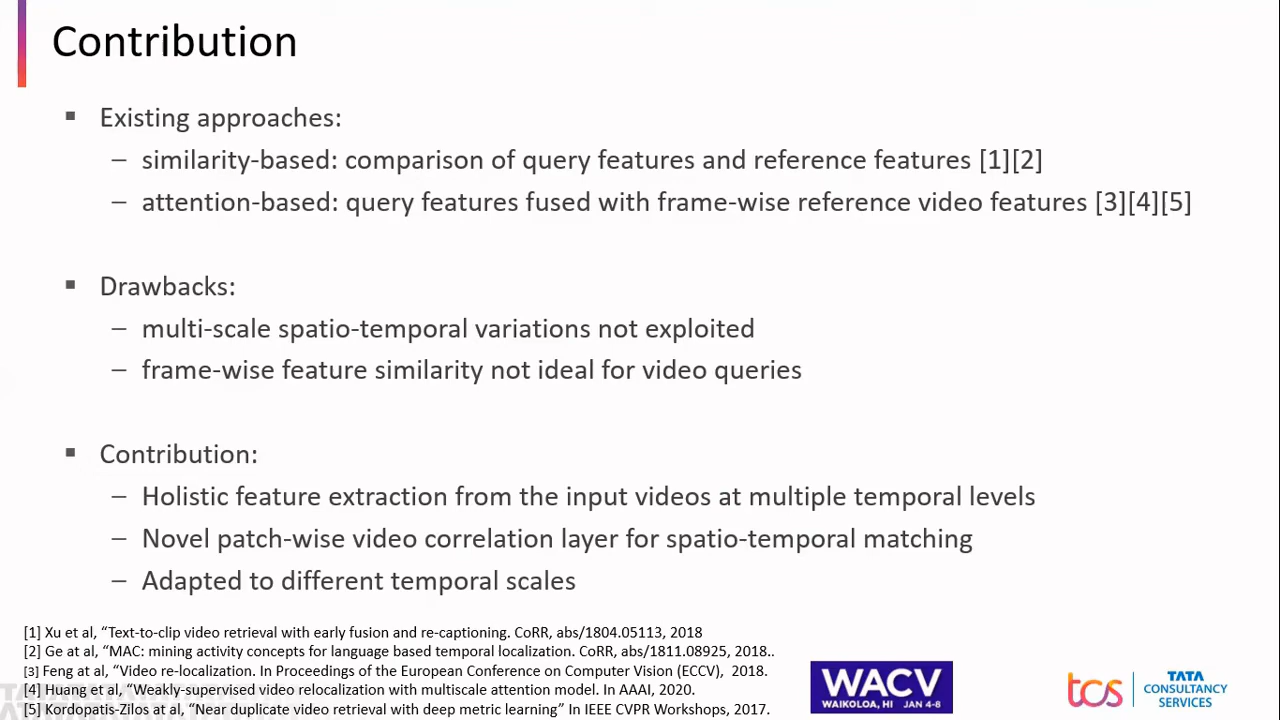 Contribution
Existing approaches:
– similarity-based: comparison of query features and reference features [1][2]
– attention-based: query features fused with frame-wise reference video features [3][4][5]
Drawbacks:
– multi-scale spatio-temporal variations not exploited
– frame-wise feature similarity not ideal for video queries
Contribution:
– Holistic feature extraction from the input videos at multiple temporal levels
– Novel patch-wise video correlation layer for spatio-temporal matching
– Adapted to different temporal scales
[1] Xu et al, “Text-to-clip video retrieval with early fusion and re-captioning. CoRR, abs/1804.05113, 2018
[2] Ge at al, “MAC: mining activity concepts for language based temporal localization. CoRR, abs/1811.08925, 2018..
[3] Feng at al, “Video re-localization. In Proceedings of the European Conference on Computer Vision (ECCV), 2018.
[4] Huang et al, “Weakly-supervised video relocalization with multiscale attention model. In AAAI, 2020.
[5] Kordopatis-Zilos at al, “Near duplicate video retrieval with deep metric learning” In IEEE CVPR Workshops, 2017.
WACV
WAIKOLOA, HI JAN 4-8
tcs
TATA
CONSULTANCY
SERVICES